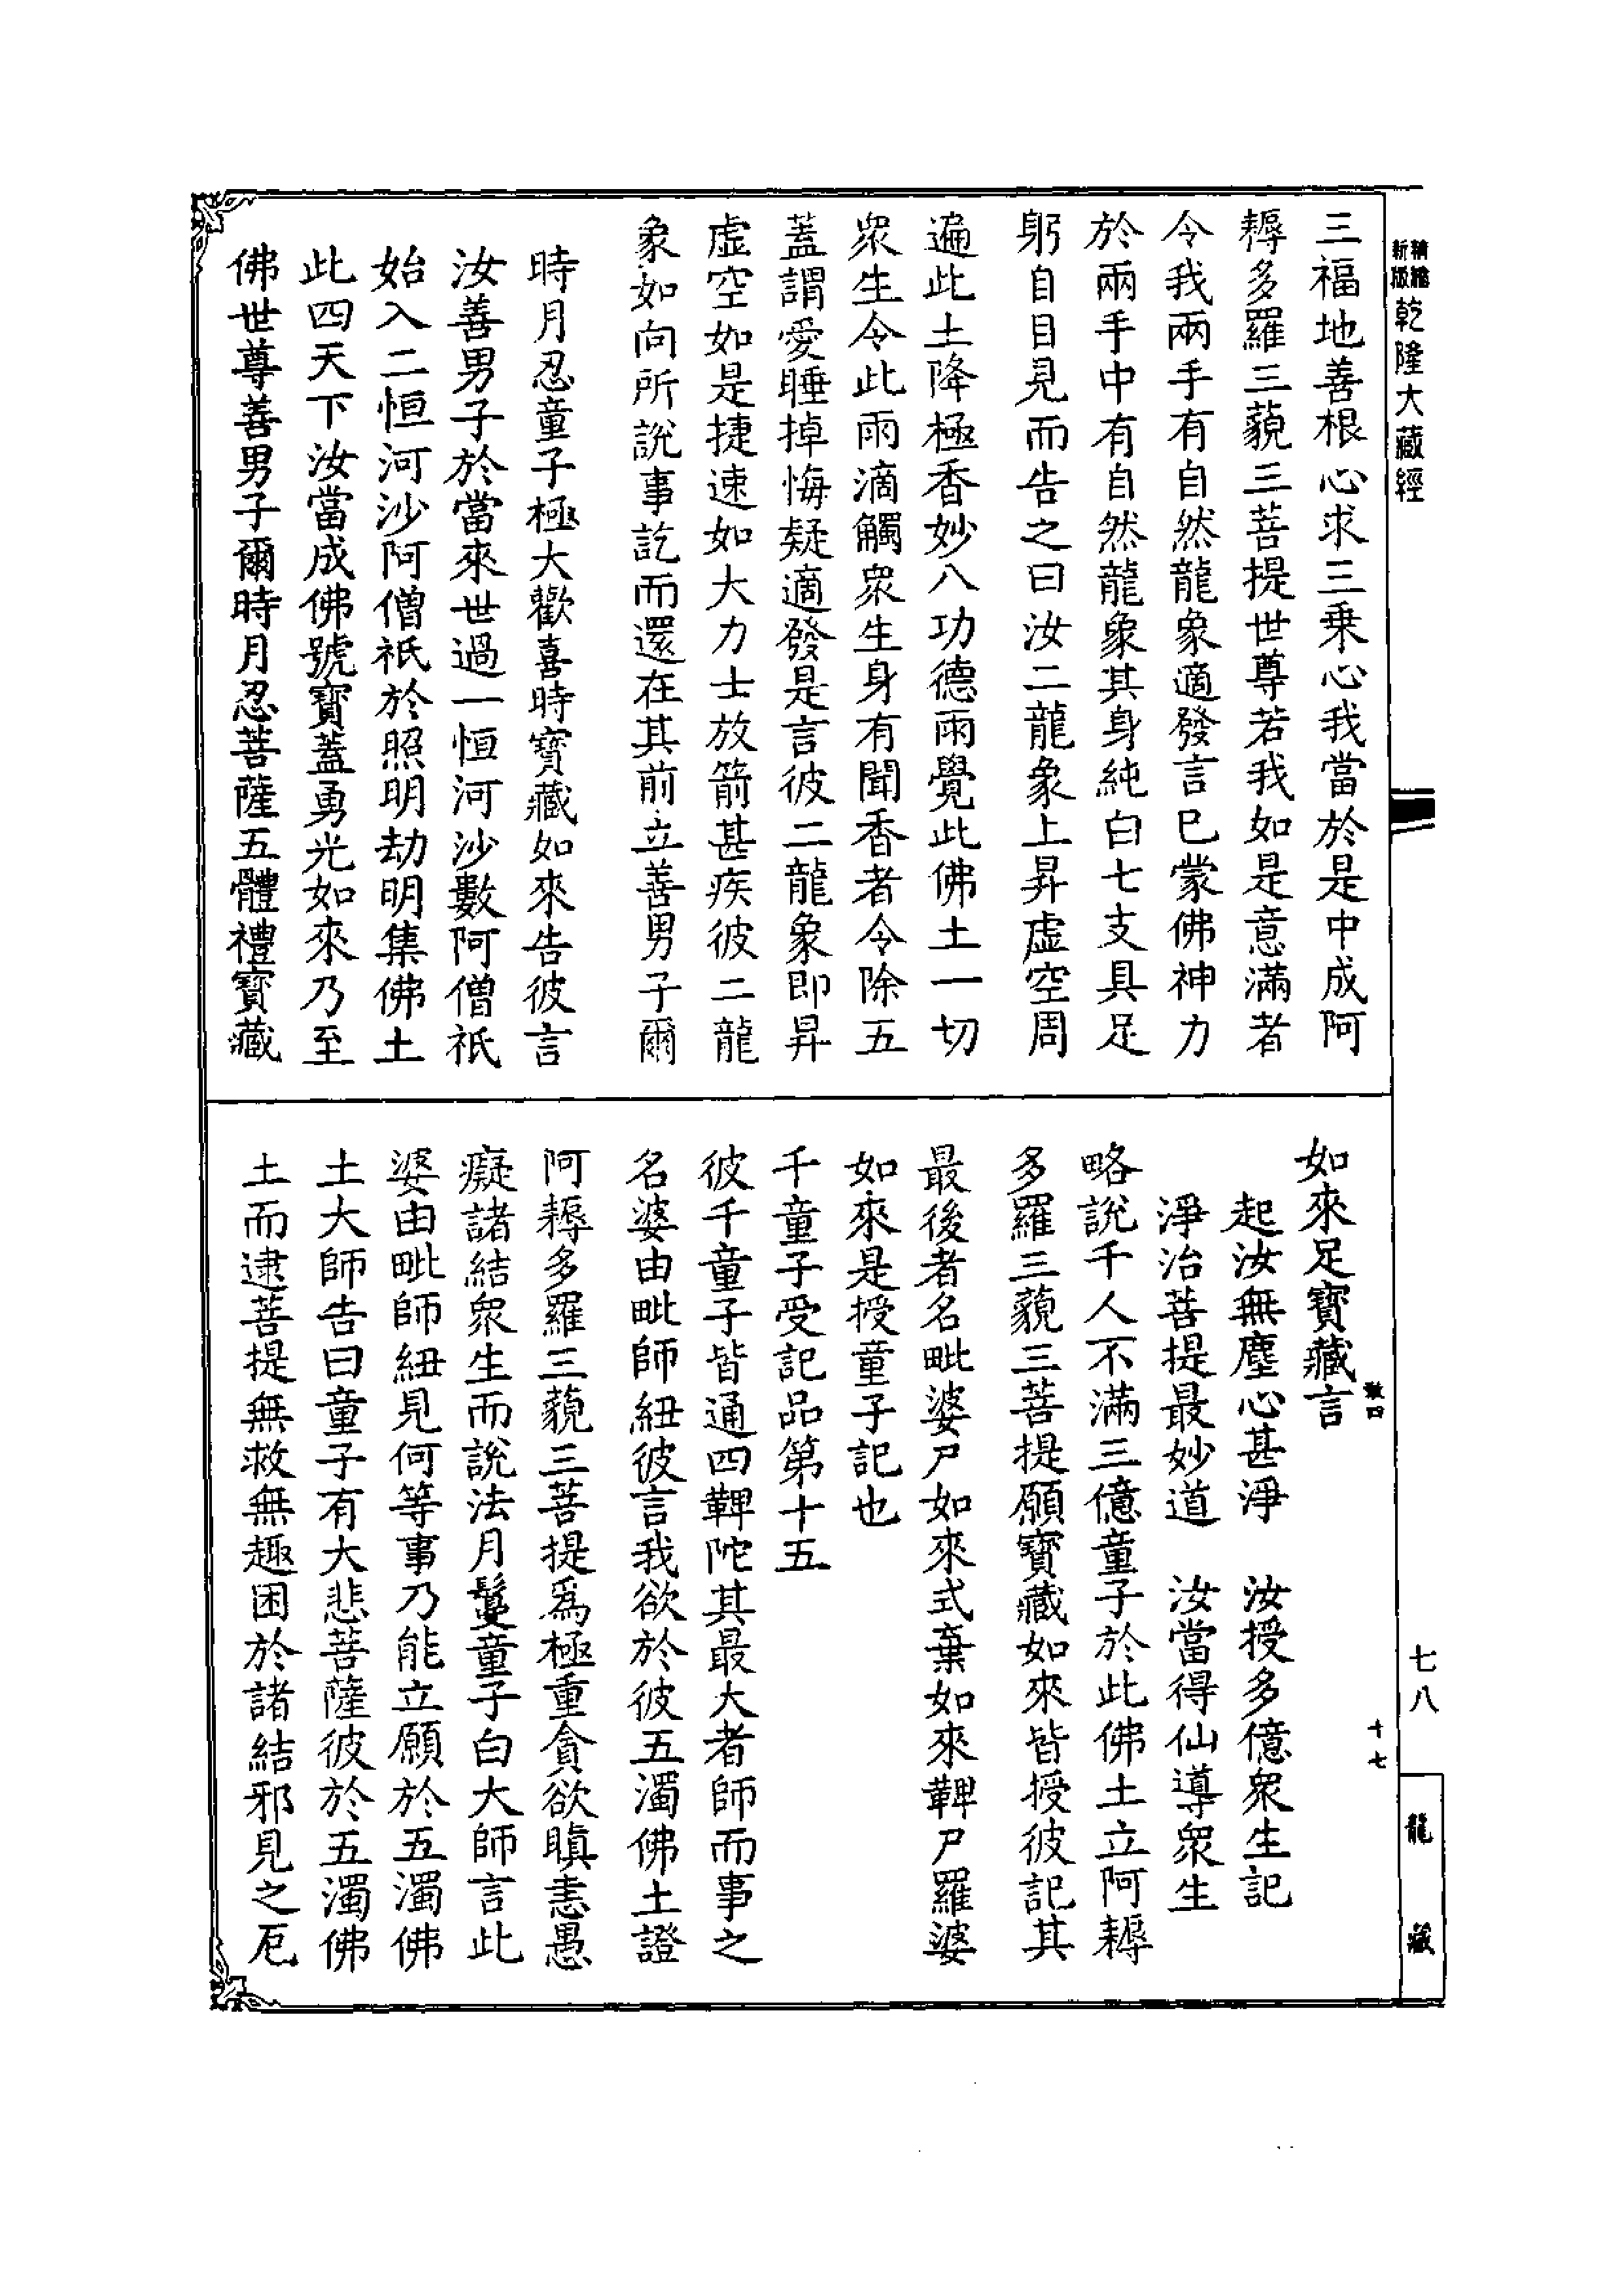 精縮
新版
乾隆大藏經
三福地善根心求三乗心我當於是中成阿
耨多羅三藐三菩提世尊若我如是意滿者
令我兩手有自然龍象適發言已蒙佛神力
於兩手中有自然龍象其身純白七支具足
躬自目見而告之曰汝二龍象上昇虛空周
遍此土降極香妙八功德雨覺此佛土一切
衆生令此雨滴觸衆生身有聞香者令除五
蓋謂愛睡掉悔疑適發是言彼二龍象即昇
虛空如是捷速如大力士放箭甚疾彼二龍
象如向所說事訖而還在其前立善男子爾
時月忍童子極大歡喜時寶藏如來告彼言
汝善男子於當來世過一恒河沙數阿僧祇
始入二恒河沙阿僧祇於照明劫明集佛土
此四天下汝當成佛號寶蓋勇光如來乃至
佛世尊善男子爾時月忍菩薩五體禮寶藏
如來足寶藏言
起汝無塵心甚淨　汝授多億衆生記
淨治菩提最妙道　汝當得仙導衆生
略說千人不滿三億童子於此佛土立阿耨
多羅三藐三菩提願寶藏如來皆授彼記其
最後者名毗婆尸如來式棄如來鞞尸羅婆
如來是授童子記也
千童子受記品第十五
彼千童子皆通四鞞陀其最大者師而事之
名婆由毗師紐彼言我欲於彼五濁佛土證
阿耨多羅三藐三菩提爲極重貪欲瞋恚愚
癡諸結衆生而說法月鬘童子白大師言此
婆由毗師紐見何等事乃能立願於五濁佛
土大師告曰童子有大悲菩薩彼於五濁佛
土而逮菩提無救無趣困於諸結邪見之厄
七八
十七
龍
藏